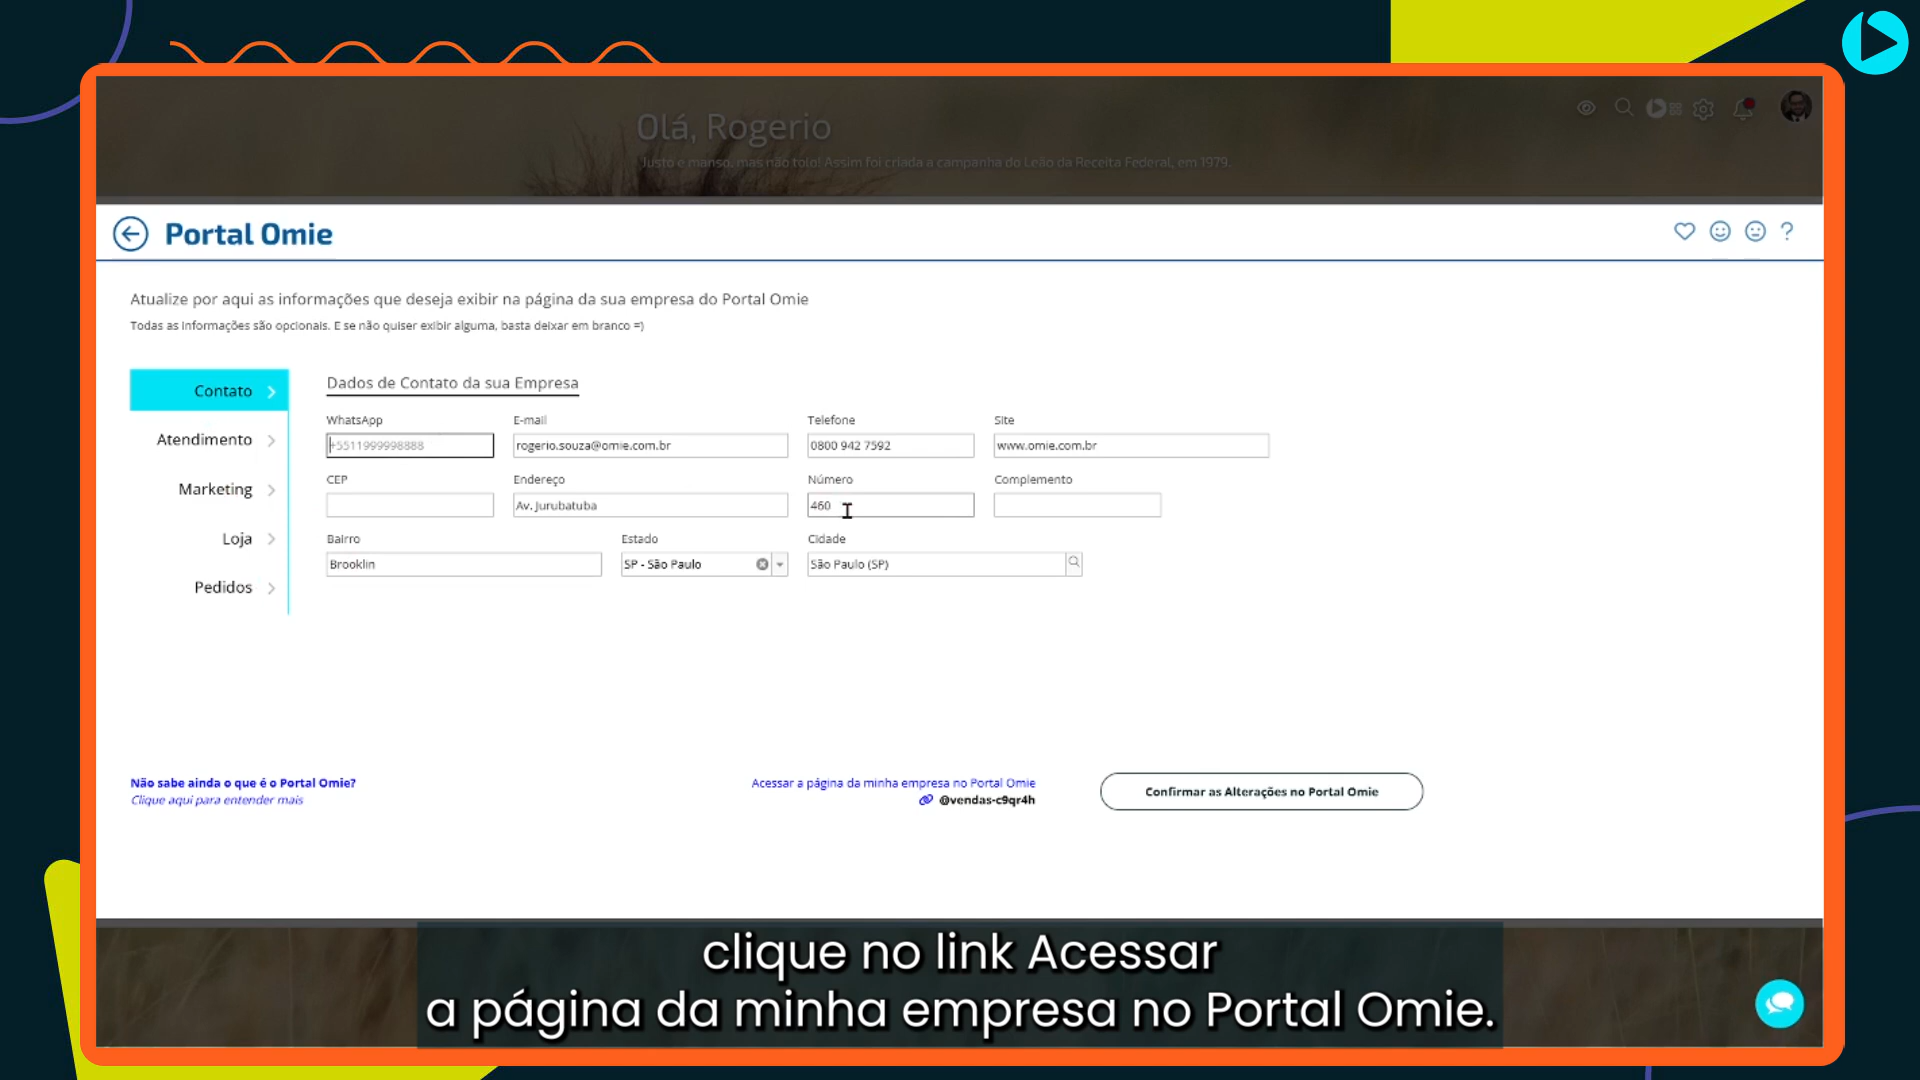 Olá, Rogerio
Justo e manso, mas não tolo! Assim foi criada a campanha do Leão da Receita Federal, em 1979.
Portal Omie
?
Atualize por aqui as informações que deseja exibir na página da sua empresa do Portal Omie
Todas as informações são opcionais. E se não quiser exibir alguma, basta deixar em branco =)
Contato
Atendimento
Marketing
Loja
Pedidos
Dados de Contato da sua Empresa
WhatsApp E-mail Telefone Site
+5511999998888 rogerio.souza@omie.com.br 0800 942 7592 www.omie.com.br
CEP Endereço Número Complemento
Av. Jurubatuba 460
Bairro Estado Cidade
Brooklin SP - São Paulo São Paulo (SP)
Não sabe ainda o que é o Portal Omie?
Clique aqui para entender mais
Acessar a página da minha empresa no Portal Omie
@vendas-c9qr4h
Confirmar as Alterações no Portal Omie
clique no link Acessar
a página da minha empresa no Portal Omie.